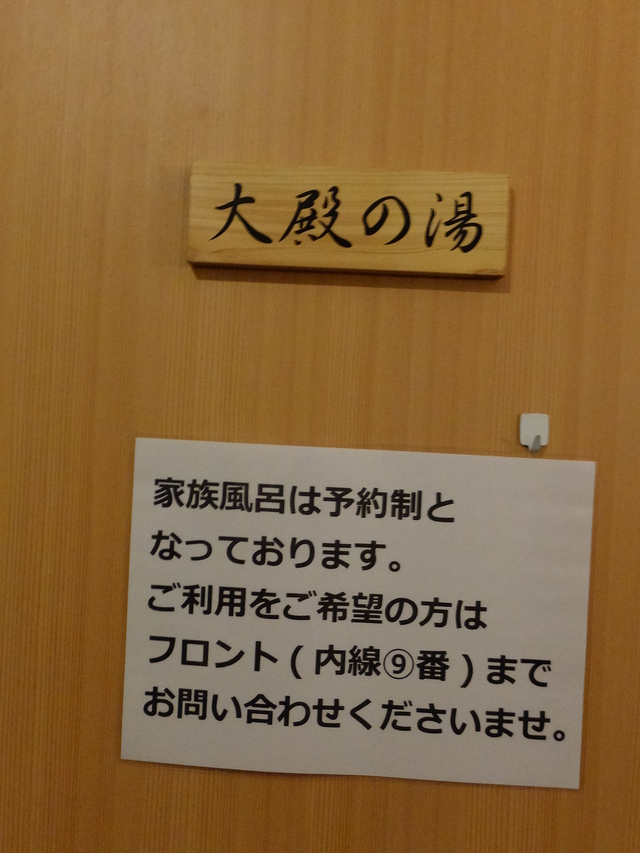 大殿の湯
家族風呂は予約制と
なっております。
ご利用をご希望の方は
フロント(内線⑨番)まで
お問い合わせくださいませ。